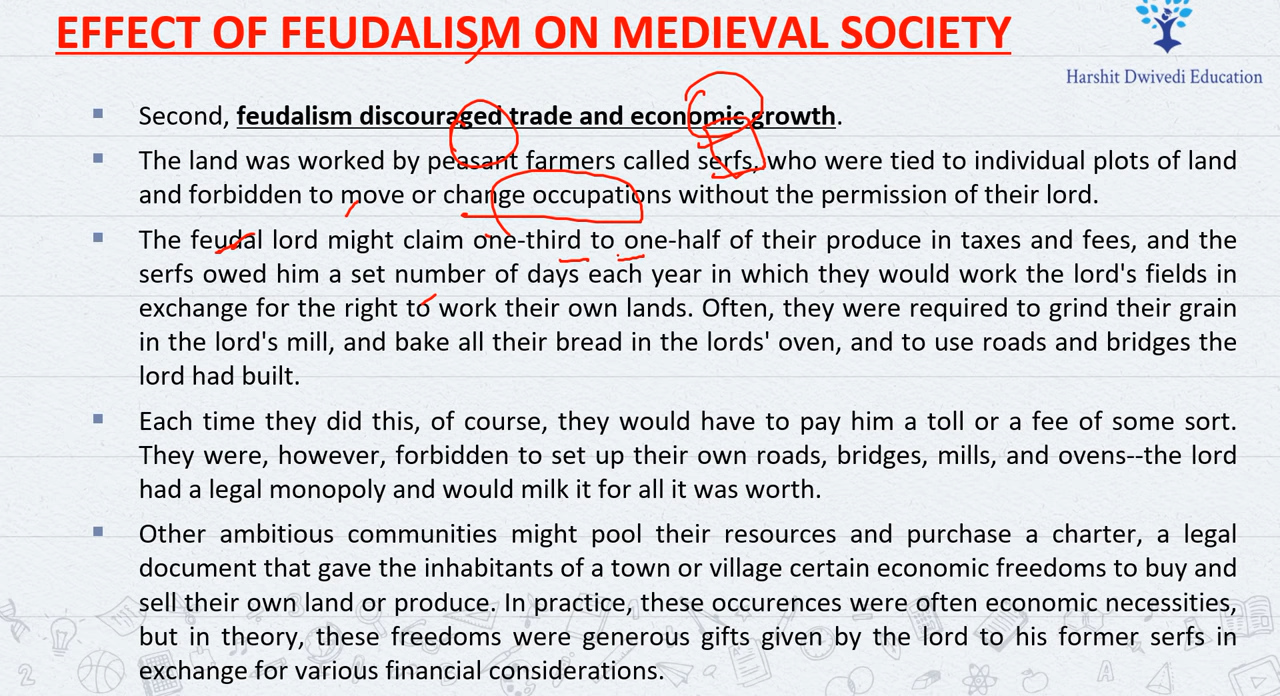 EFFECT OF FEUDALISM ON MEDIEVAL SOCIETY
Harshit Dwivedi Education
Second, feudalism discouraged trade and economic growth.
The land was worked by peasant farmers called serfs, who were tied to individual plots of land
and forbidden to move or change occupations without the permission of their lord.
The feudal lord might claim one-third to one-half of their produce in taxes and fees, and the
serfs owed him a set number of days each year in which they would work the lord's fields in
exchange for the right to work their own lands. Often, they were required to grind their grain
in the lord's mill, and bake all their bread in the lords' oven, and to use roads and bridges the
lord had built.
Each time they did this, of course, they would have to pay him a toll or a fee of some sort.
They were, however, forbidden to set up their own roads, bridges, mills, and ovens--the lord
had a legal monopoly and would milk it for all it was worth.
Other ambitious communities might pool their resources and purchase a charter, a legal
document that gave the inhabitants of a town or village certain economic freedoms to buy and
sell their own land or produce. In practice, these occurences were often economic necessities,
but in theory, these freedoms were generous gifts given by the lord to his former serfs in
exchange for various financial considerations.